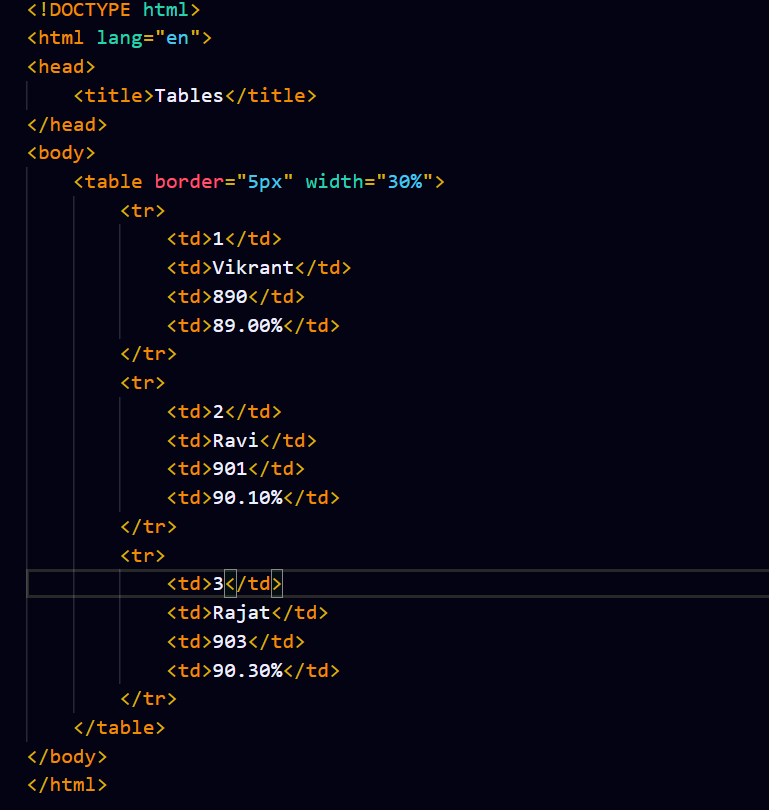 <!DOCTYPE html>
<html lang="en">
<head>
    <title>Tables</title>
</head>
<body>
    <table border="5px" width="30%">
        <tr>
            <td>1</td>
            <td>Vikrant</td>
            <td>890</td>
            <td>89.00%</td>
        </tr>
        <tr>
            <td>2</td>
            <td>Ravi</td>
            <td>901</td>
            <td>90.10%</td>
        </tr>
        <tr>
            <td>3</td>
            <td>Rajat</td>
            <td>903</td>
            <td>90.30%</td>
        </tr>
    </table>
</body>
</html>